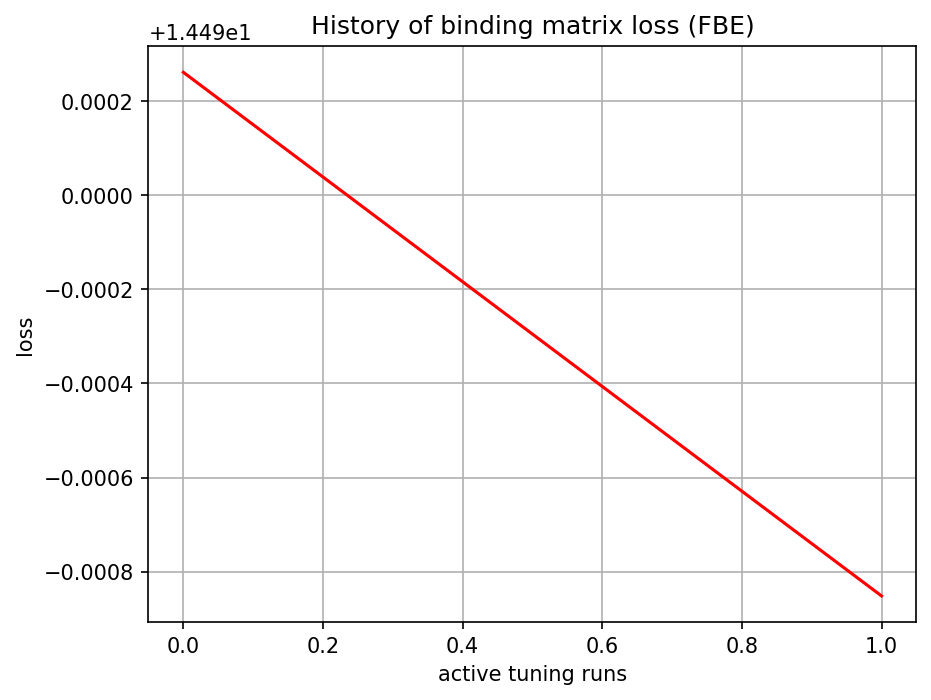 History of binding matrix loss (FBE)
+1.449e1
0.0002
0.0000
−0.0002
−0.0004
−0.0006
−0.0008
loss
0.0 0.2 0.4 0.6 0.8 1.0
active tuning runs